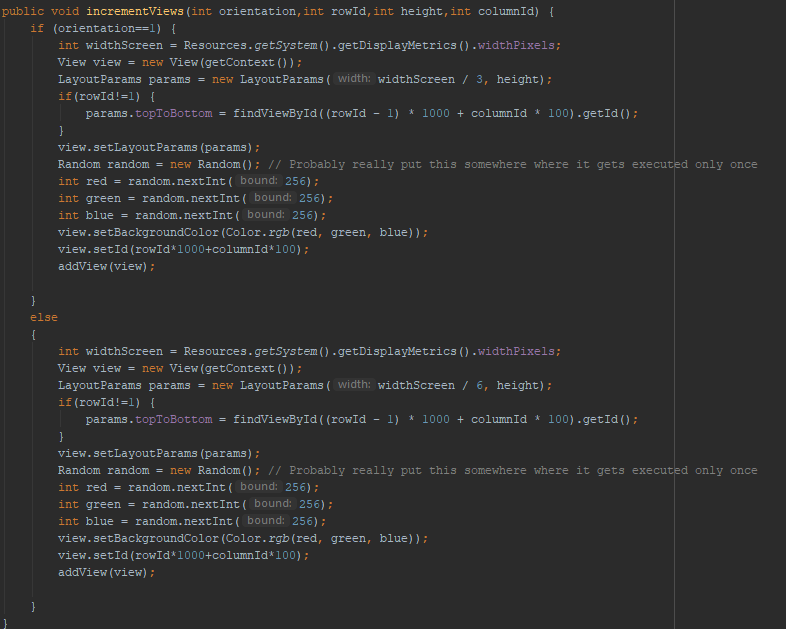 public void incrementViews(int orientation,int rowId,int height,int columnId) {
    if (orientation==1) {
        int widthScreen = Resources.getSystem().getDisplayMetrics().widthPixels;
        View view = new View(getContext());
        LayoutParams params = new LayoutParams( width: widthScreen / 3, height);
        if(rowId!=1) {
            params.topToBottom = findViewById((rowId - 1) * 1000 + columnId * 100).getId();
        }
        view.setLayoutParams(params);
        Random random = new Random(); // Probably really put this somewhere where it gets executed only once
        int red = random.nextInt( bound: 256);
        int green = random.nextInt( bound: 256);
        int blue = random.nextInt( bound: 256);
        view.setBackgroundColor(Color.rgb(red, green, blue));
        view.setId(rowId*1000+columnId*100);
        addView(view);
    }
    else
    {
        int widthScreen = Resources.getSystem().getDisplayMetrics().widthPixels;
        View view = new View(getContext());
        LayoutParams params = new LayoutParams( width: widthScreen / 6, height);
        if(rowId!=1) {
            params.topToBottom = findViewById((rowId - 1) * 1000 + columnId * 100).getId();
        }
        view.setLayoutParams(params);
        Random random = new Random(); // Probably really put this somewhere where it gets executed only once
        int red = random.nextInt( bound: 256);
        int green = random.nextInt( bound: 256);
        int blue = random.nextInt( bound: 256);
        view.setBackgroundColor(Color.rgb(red, green, blue));
        view.setId(rowId*1000+columnId*100);
        addView(view);
    }
}